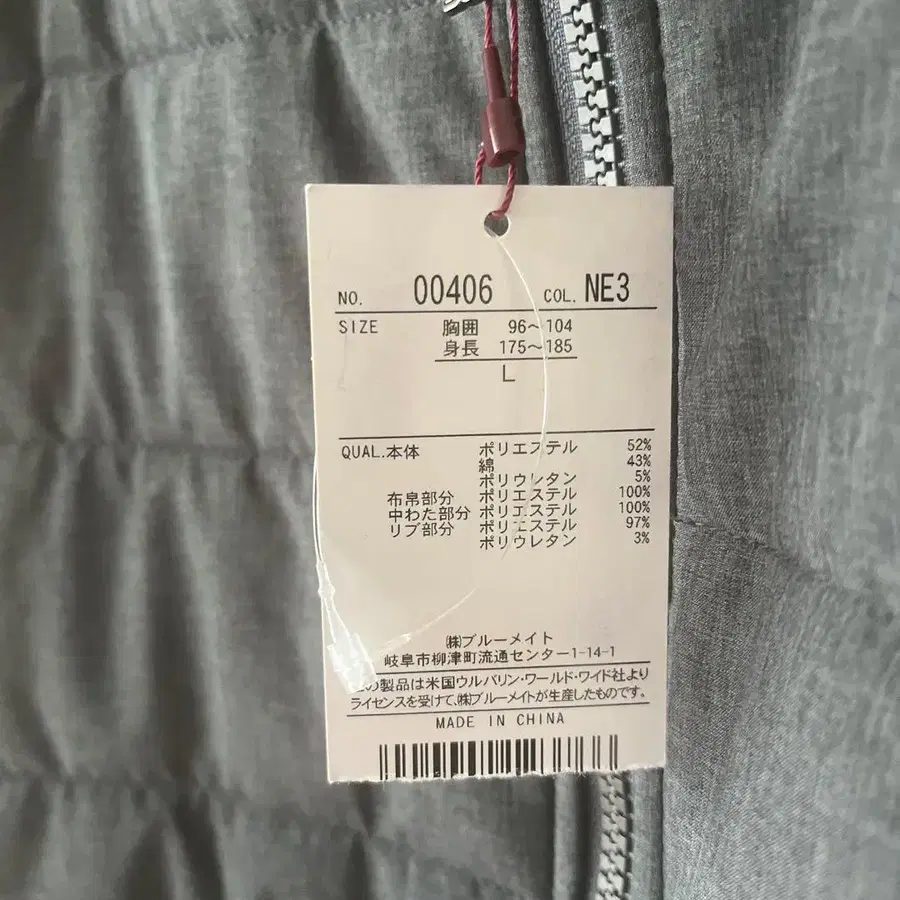 NO. 00406 COL. NE3
SIZE 胸囲 96～104
身長 175～185
L
QUAL.本体 ポリエステル 52%
綿 43%
ポリウレタン 5%
布帛部分 ポリエステル 100%
中わた部分 ポリエステル 100%
リブ部分 ポリエステル 97%
ポリウレタン 3%
㈱ブルーメイト
岐阜市柳津町流通センター1-14-1
の製品は米国ウルバリン・ワールド・ワイド社より
ライセンスを受けて、㈱ブルーメイトが生産したものです。
MADE IN CHINA